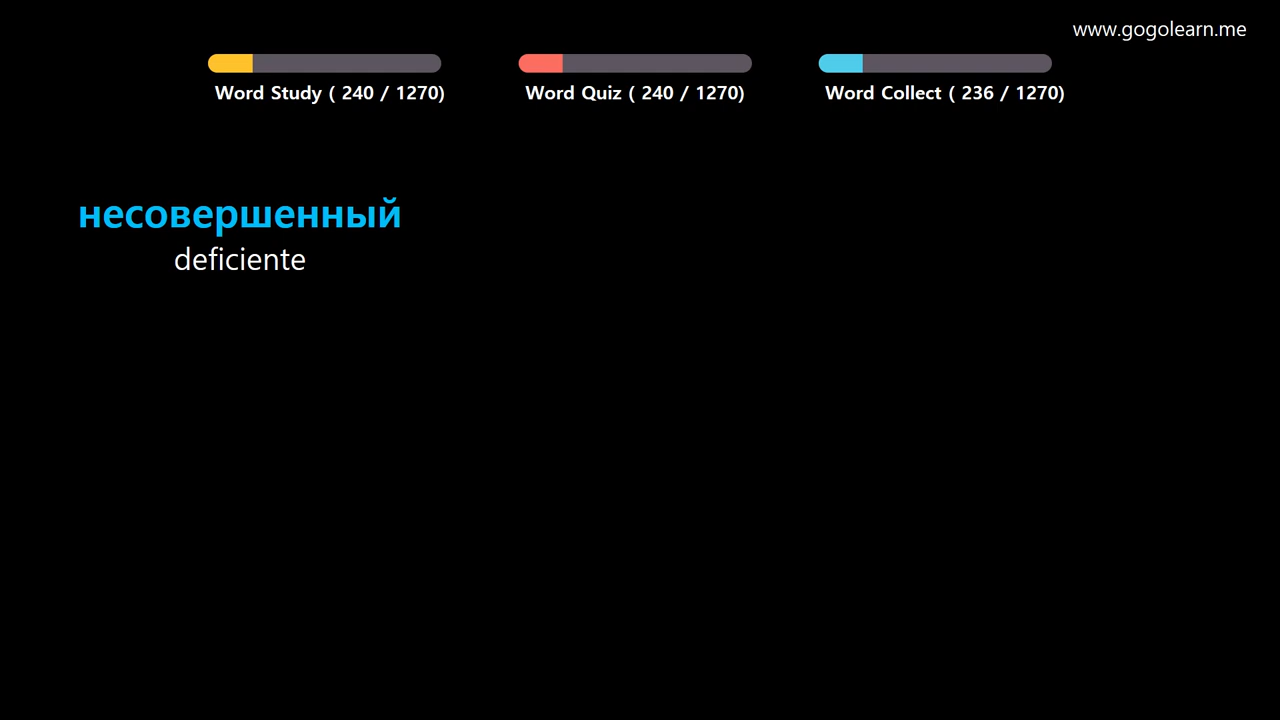 www.gogolearn.me
Word Study ( 240 / 1270)
Word Quiz ( 240 / 1270)
Word Collect ( 236 / 1270)
несовершенный
deficiente